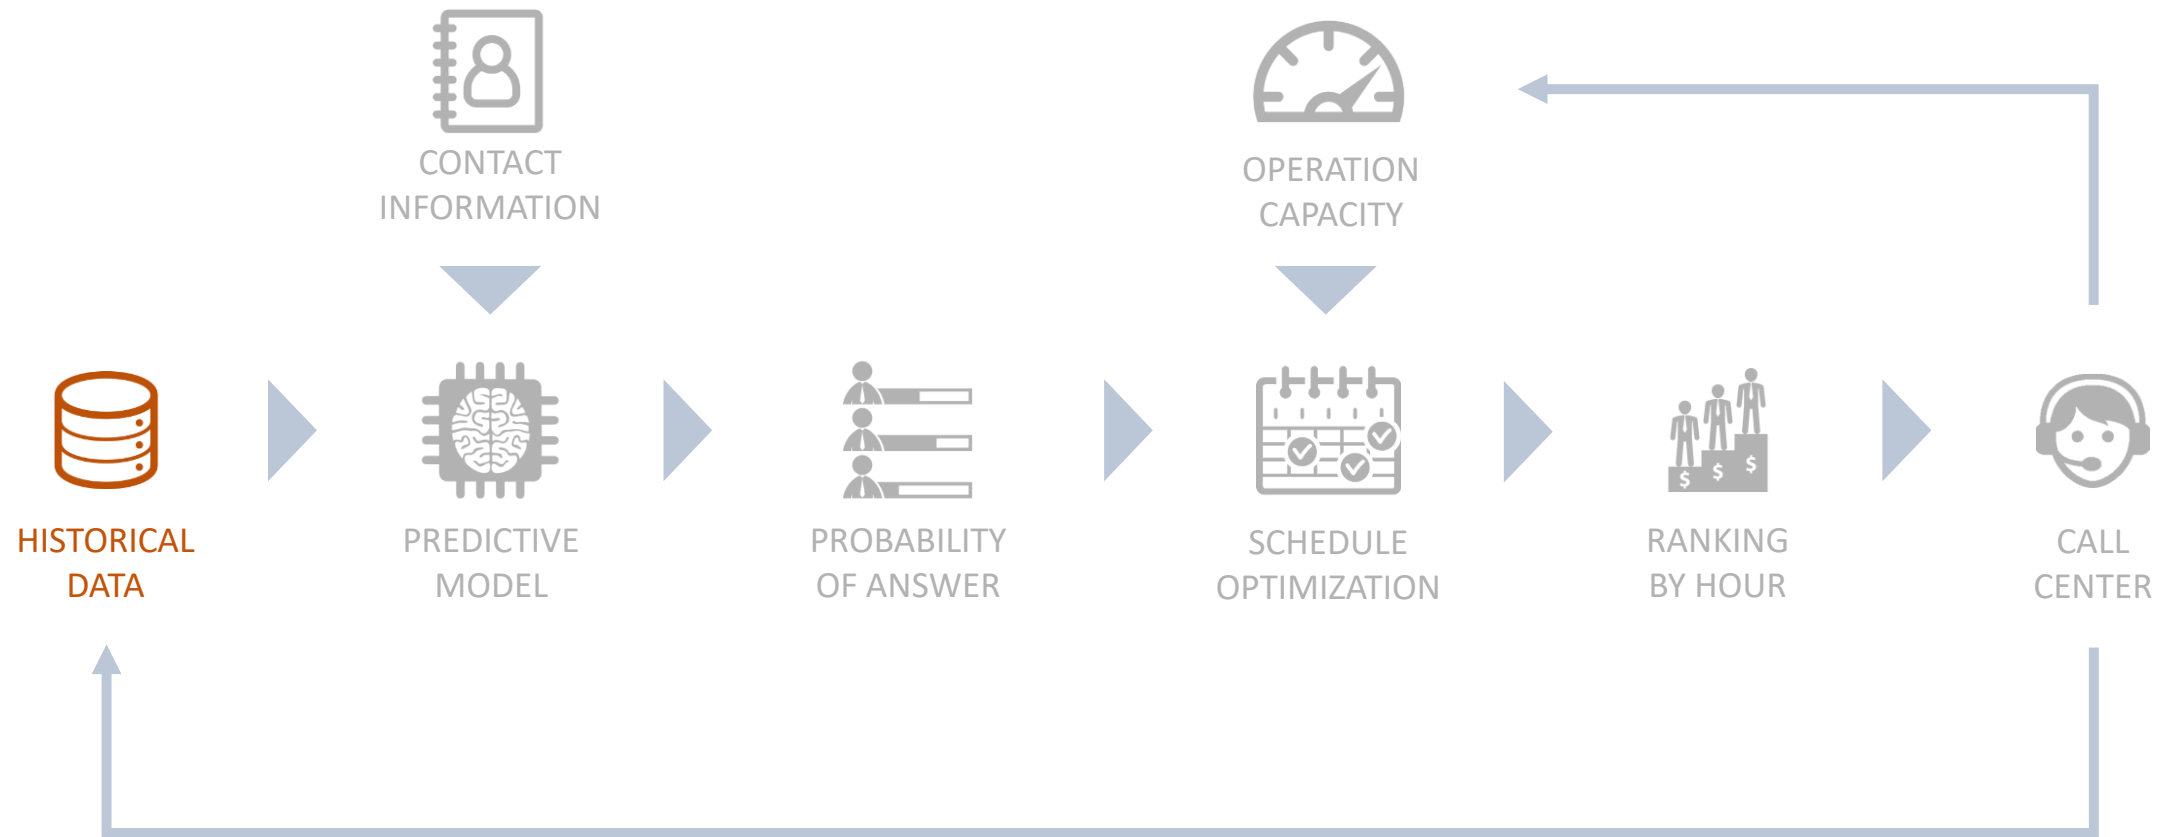 CONTACT
INFORMATION
OPERATION
CAPACITY
HISTORICAL
DATA
PREDICTIVE
MODEL
PROBABILITY
OF ANSWER
SCHEDULE
OPTIMIZATION
$
$
$
RANKING
BY HOUR
CALL
CENTER